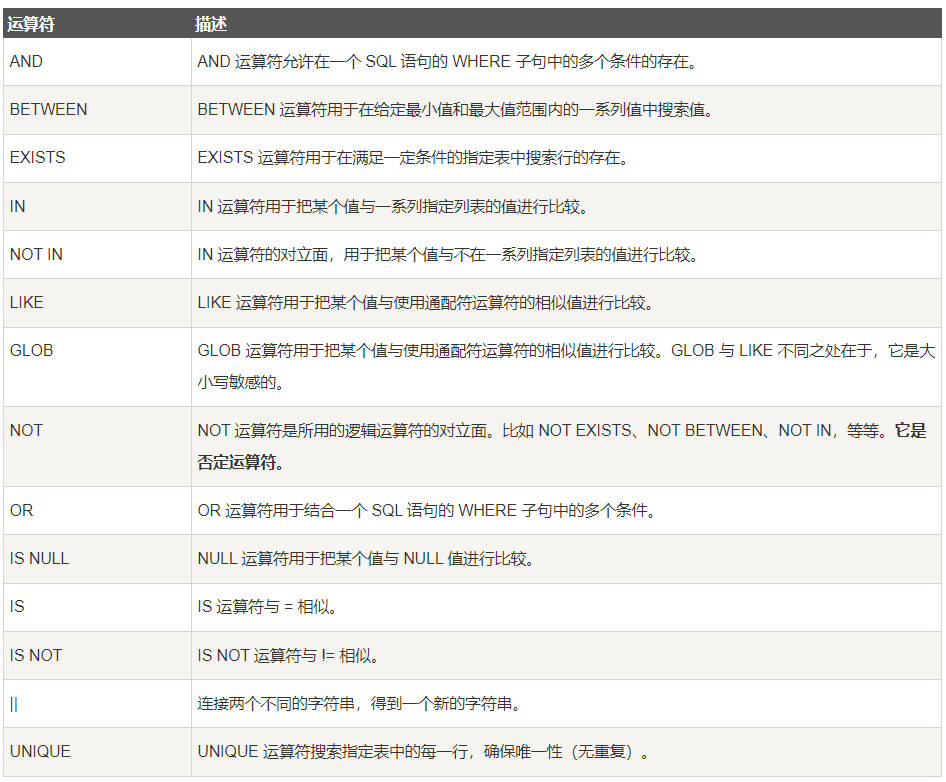 运算符 描述
AND AND 运算符允许在一个 SQL 语句的 WHERE 子句中的多个条件的存在。
BETWEEN BETWEEN 运算符用于在给定最小值和最大值范围内的一系列值中搜索值。
EXISTS EXISTS 运算符用于在满足一定条件的指定表中搜索行的存在。
IN IN 运算符用于把某个值与一系列指定列表的值进行比较。
NOT IN IN 运算符的对立面，用于把某个值与不在一系列指定列表的值进行比较。
LIKE LIKE 运算符用于把某个值与使用通配符运算符的相似值进行比较。
GLOB GLOB 运算符用于把某个值与使用通配符运算符的相似值进行比较。GLOB 与 LIKE 不同之处在于，它是大
小写敏感的。
NOT NOT 运算符是所用的逻辑运算符的对立面。比如 NOT EXISTS、NOT BETWEEN、NOT IN，等等。它是
否定运算符。
OR OR 运算符用于结合一个 SQL 语句的 WHERE 子句中的多个条件。
IS NULL NULL 运算符用于把某个值与 NULL 值进行比较。
IS IS 运算符与 = 相似。
IS NOT IS NOT 运算符与 != 相似。
|| 连接两个不同的字符串，得到一个新的字符串。
UNIQUE UNIQUE 运算符搜索指定表中的每一行，确保唯一性（无重复）。